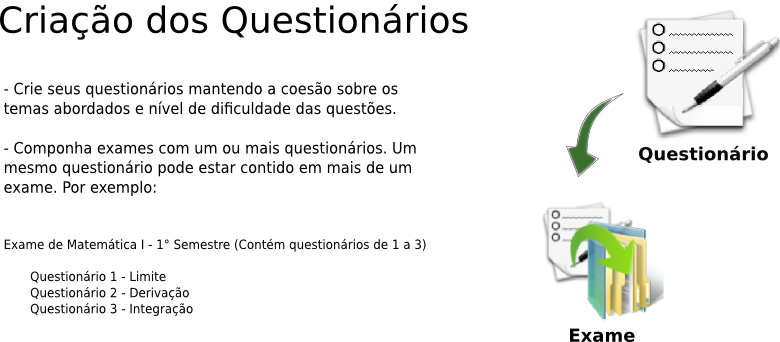 Criação dos Questionários
- Crie seus questionários mantendo a coesão sobre os
temas abordados e nível de dificuldade das questões.
- Componha exames com um ou mais questionários. Um
mesmo questionário pode estar contido em mais de um
exame. Por exemplo:
Exame de Matemática I - 1° Semestre (Contém questionários de 1 a 3)
Questionário 1 - Limite
Questionário 2 - Derivação
Questionário 3 - Integração
Questionário
Exame